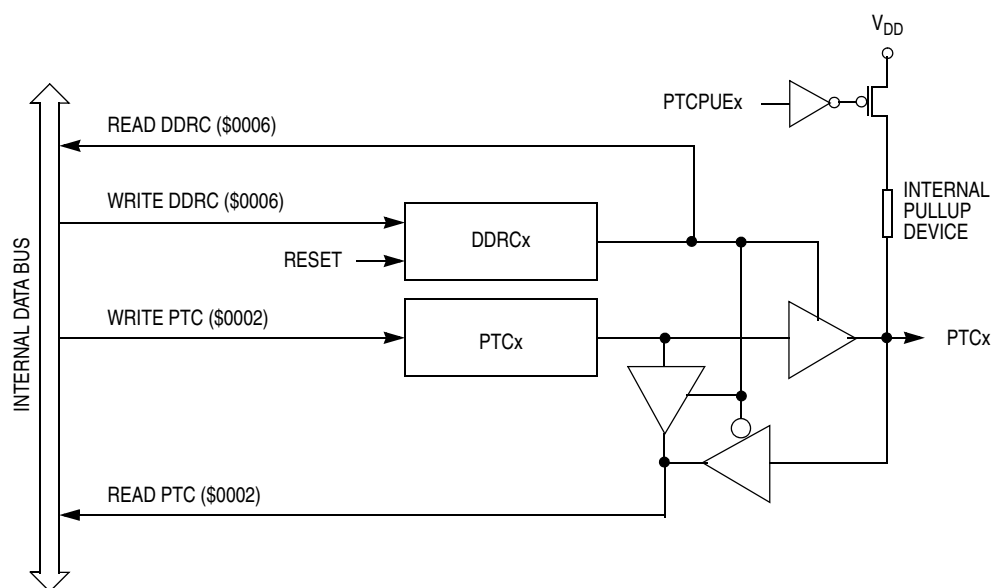 VDD
PTCPUEx
READ DDRC ($0006)
WRITE DDRC ($0006)
INTERNAL
PULLUP
DEVICE
DDRCx
RESET
INTERNAL DATA BUS
WRITE PTC ($0002)
PTCx
PTCx
READ PTC ($0002)